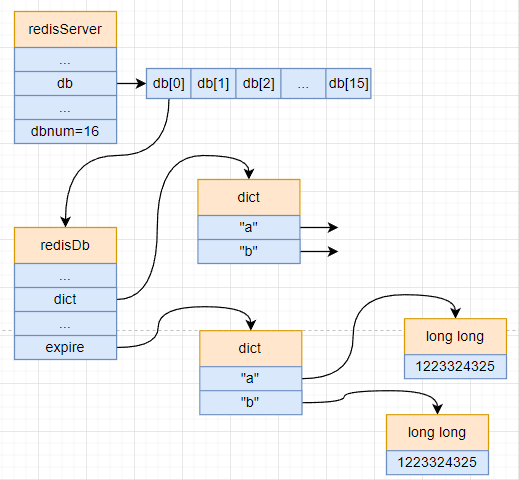 redisServer
...
db
...
dbnum=16
db[0] db[1] db[2] ... db[15]
dict
"a"
"b"
redisDb
...
dict
...
expire
dict
"a"
"b"
long long
1223324325
long long
1223324325